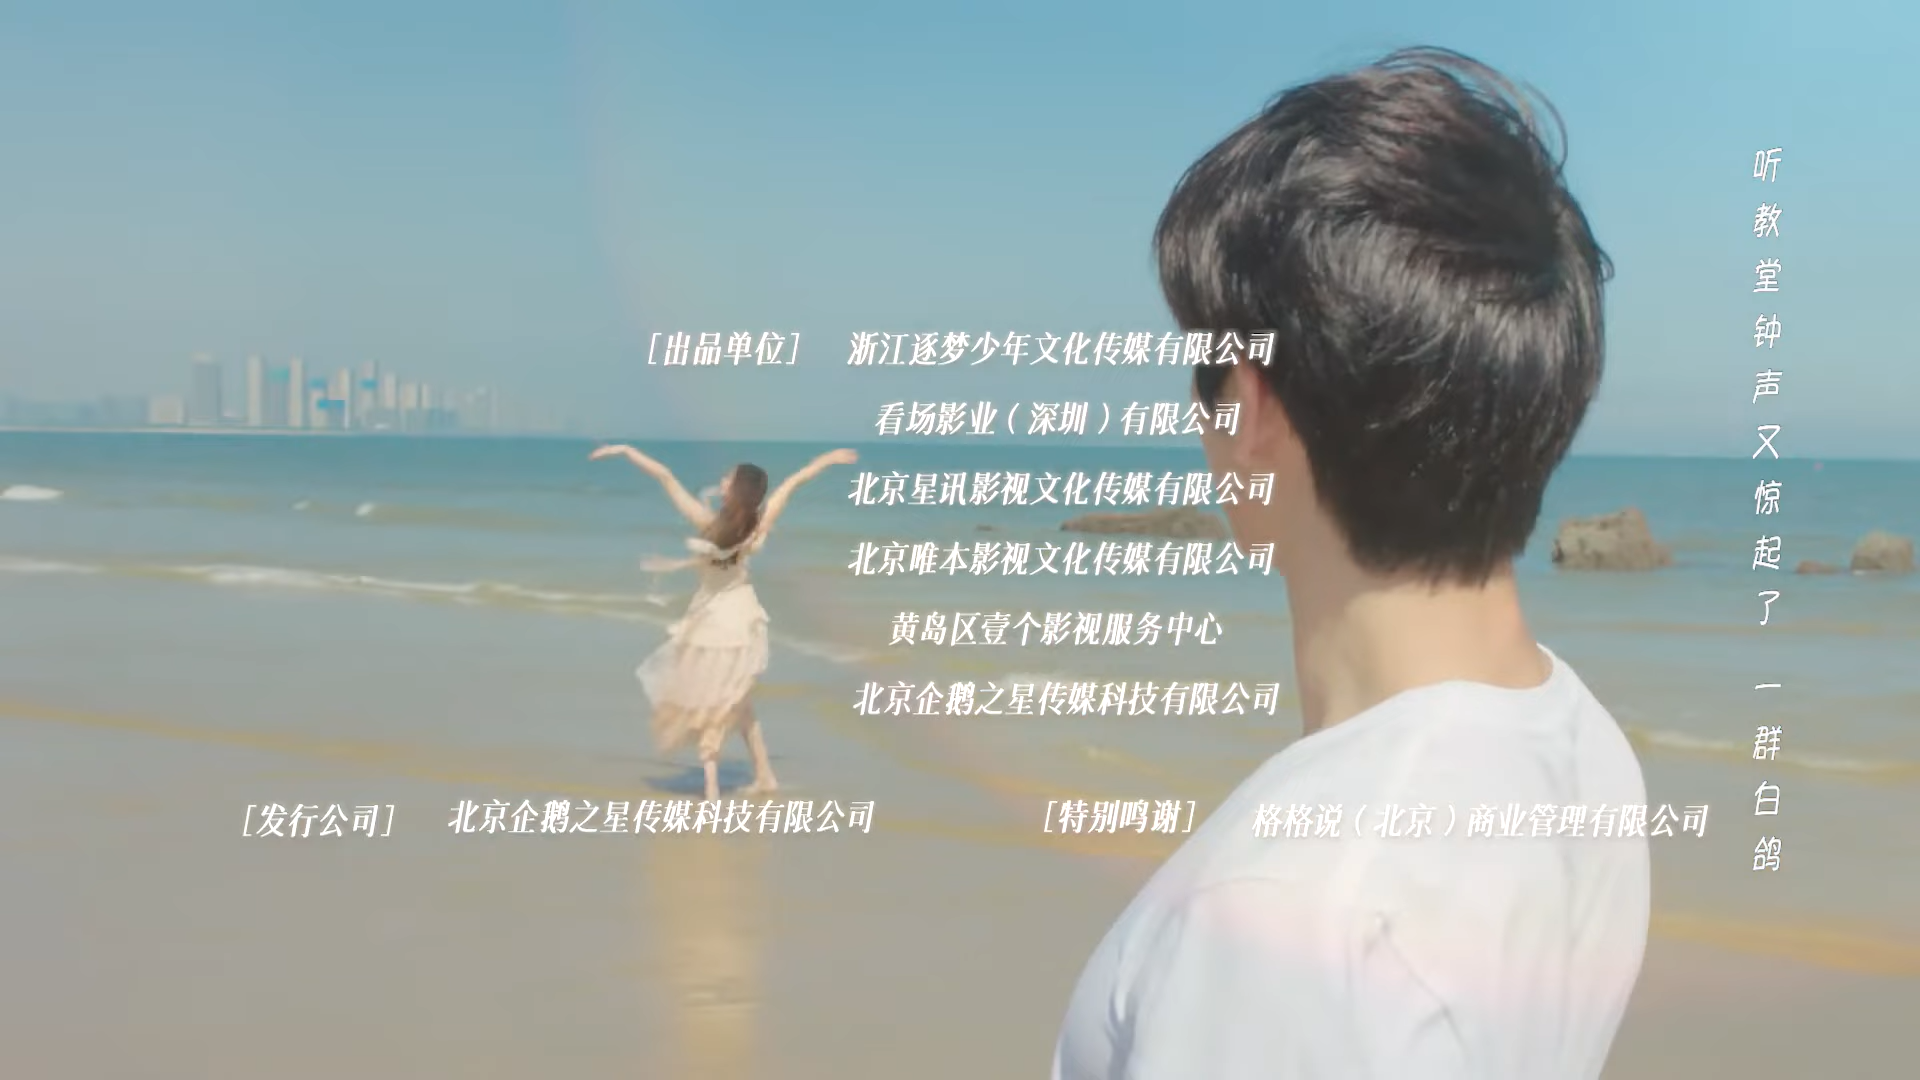 [出品单位] 浙江逐梦少年文化传媒有限公司
看场影业（深圳）有限公司
北京星讯影视文化传媒有限公司
北京唯本影视文化传媒有限公司
黄岛区壹个影视服务中心
北京企鹅之星传媒科技有限公司
[发行公司] 北京企鹅之星传媒科技有限公司
[特别鸣谢] 格格说（北京）商业管理有限公司
听教堂钟声又惊起了 一群白鸽